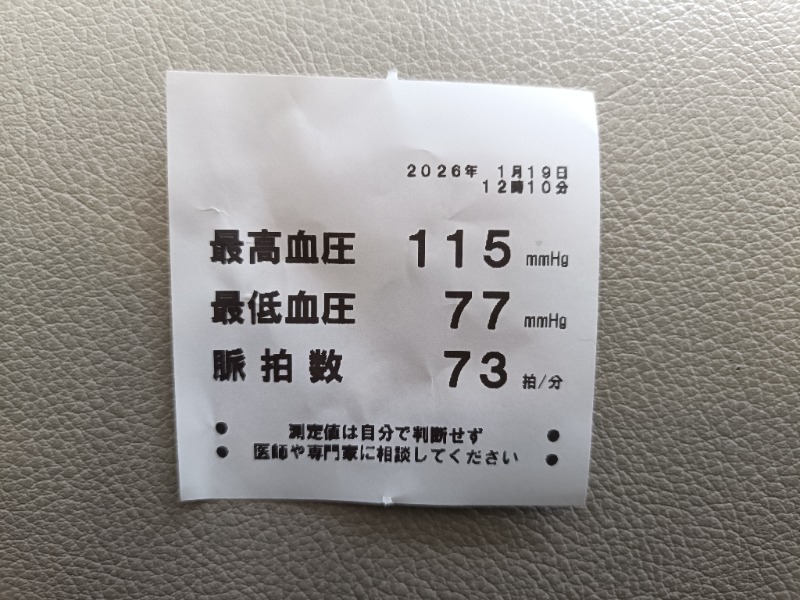 2026年 1月19日
12時10分
最高血圧 115 mmHg
最低血圧 77 mmHg
脈拍数 73 拍/分
測定値は自分で判断せず
医師や専門家に相談してください